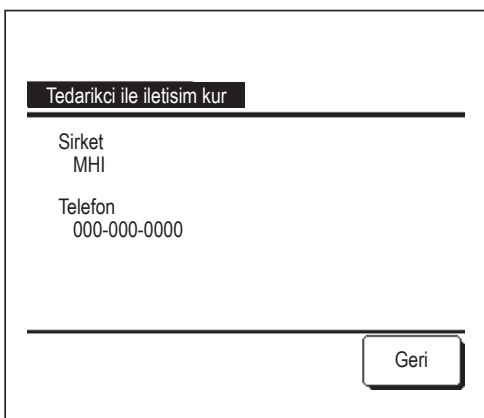 Tedarikci ile iletisim kur
Sirket
MHI
Telefon
000-000-0000
Geri